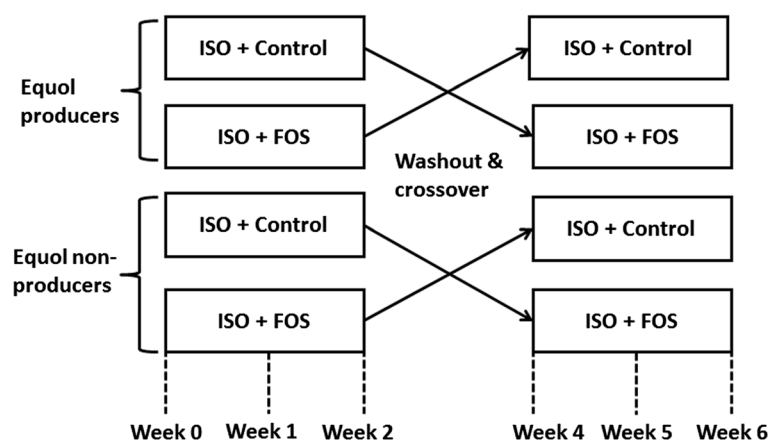 ISO + Control
ISO + Control
Equol
producers
ISO + FOS
ISO + FOS
Washout &
crossover
ISO + Control
ISO + Control
Equol non-
producers
ISO + FOS
ISO + FOS
Week 0
Week 1
Week 2
Week 4
Week 5
Week 6